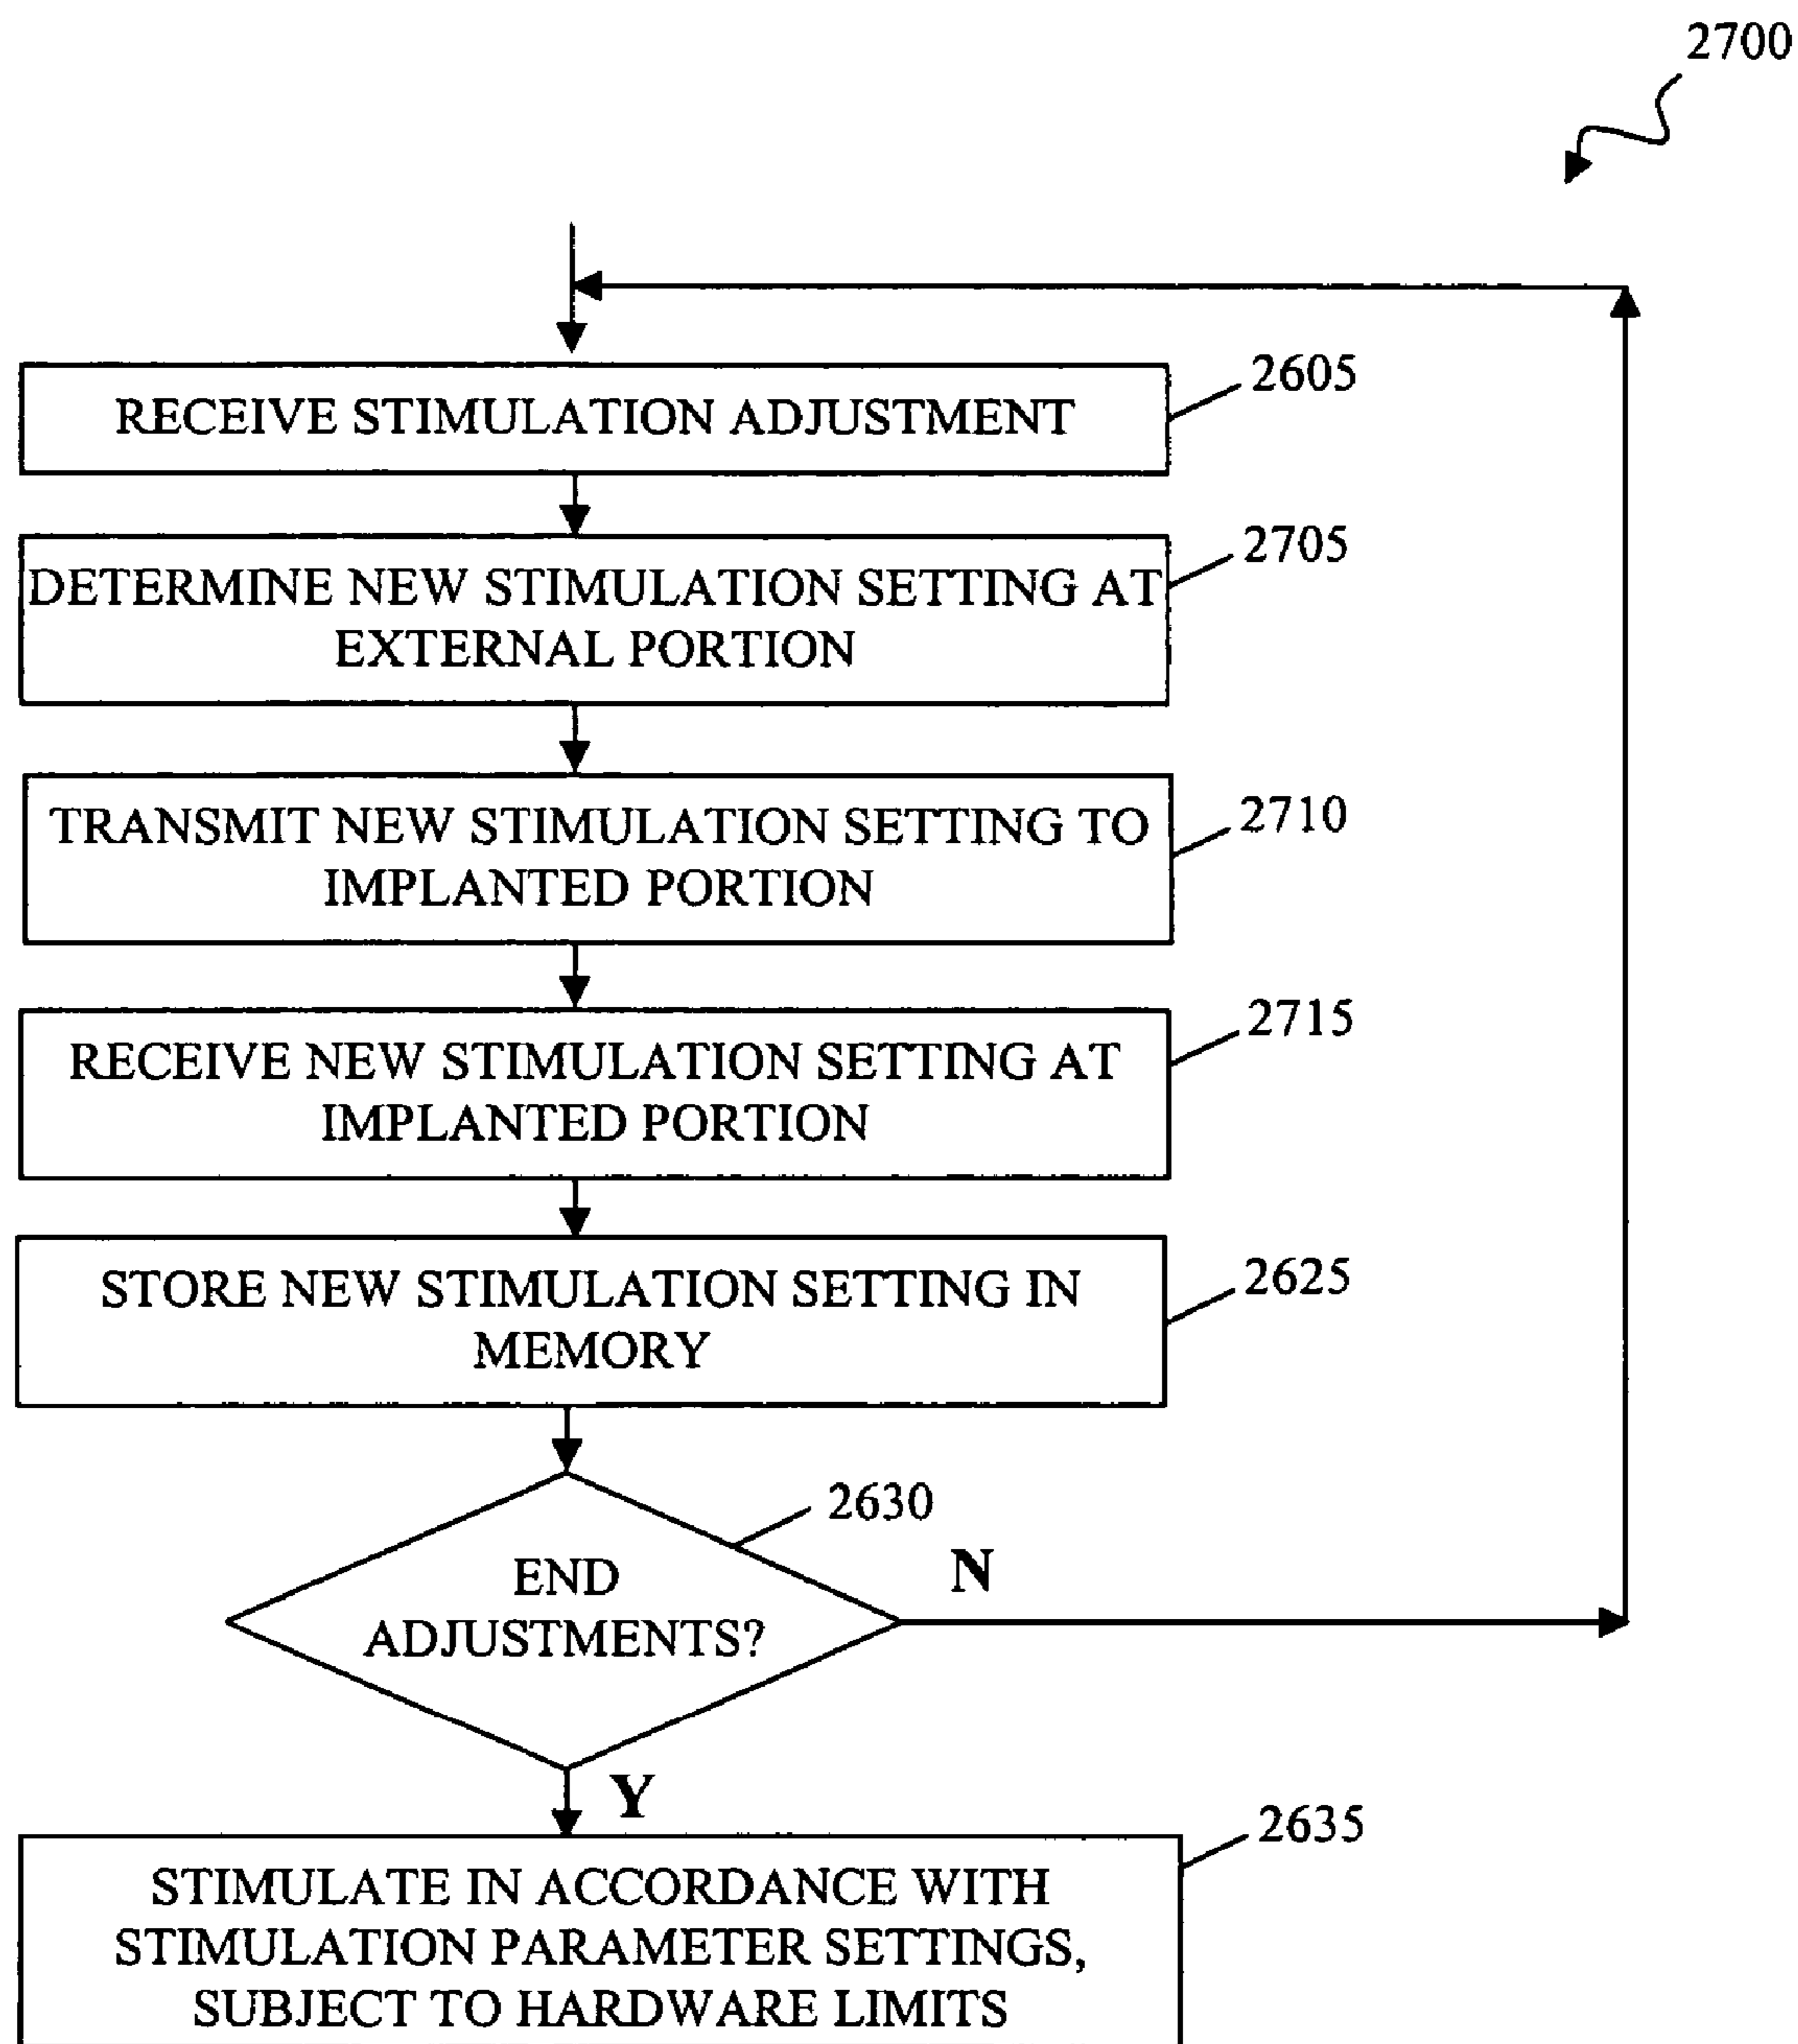 2700
RECEIVE STIMULATION ADJUSTMENT
2605
DETERMINE NEW STIMULATION SETTING AT
EXTERNAL PORTION
2705
TRANSMIT NEW STIMULATION SETTING TO
IMPLANTED PORTION
2710
RECEIVE NEW STIMULATION SETTING AT
IMPLANTED PORTION
2715
STORE NEW STIMULATION SETTING IN
MEMORY
2625
END
ADJUSTMENTS?
2630
N
Y
STIMULATE IN ACCORDANCE WITH
STIMULATION PARAMETER SETTINGS,
SUBJECT TO HARDWARE LIMITS
2635